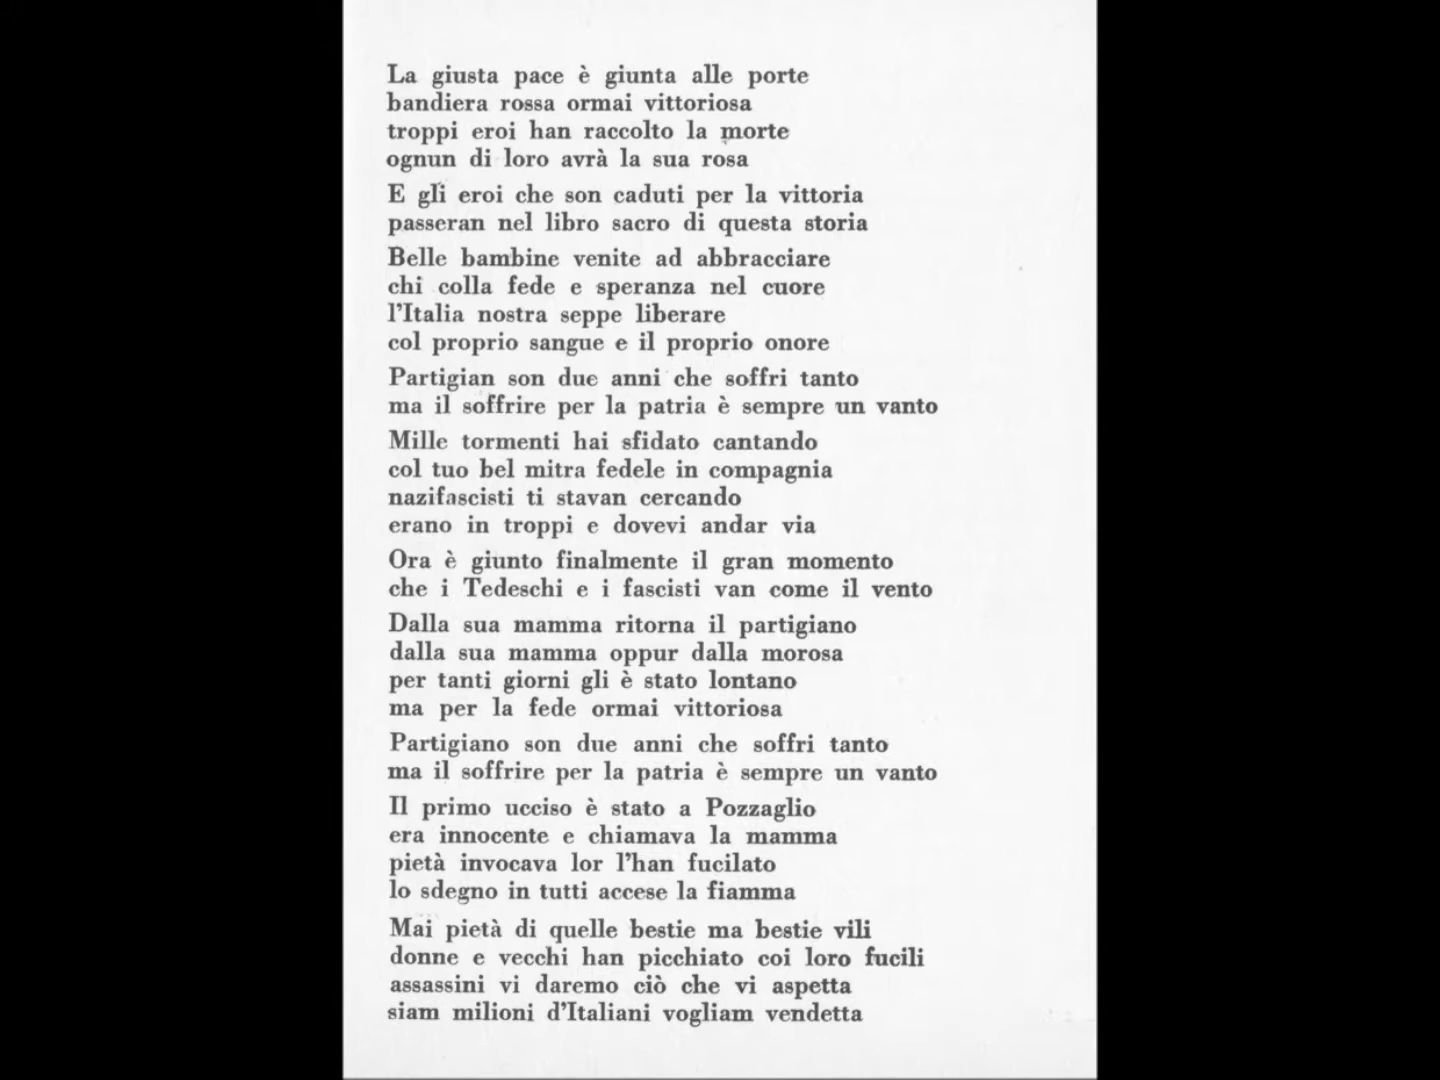 La giusta pace è giunta alle porte
bandiera rossa ormai vittoriosa
troppi eroi han raccolto la morte
ognun di loro avrà la sua rosa
E gli eroi che son caduti per la vittoria
passeran nel libro sacro di questa storia
Belle bambine venite ad abbracciare
chi colla fede e speranza nel cuore
l'Italia nostra seppe liberare
col proprio sangue e il proprio onore
Partigian son due anni che soffri tanto
ma il soffrire per la patria è sempre un vanto
Mille tormenti hai sfidato cantando
col tuo bel mitra fedele in compagnia
nazifascisti ti stavan cercando
erano in troppi e dovevi andar via
Ora è giunto finalmente il gran momento
che i Tedeschi e i fascisti van come il vento
Dalla sua mamma ritorna il partigiano
dalla sua mamma oppur dalla morosa
per tanti giorni gli è stato lontano
ma per la fede ormai vittoriosa
Partigiano son due anni che soffri tanto
ma il soffrire per la patria è sempre un vanto
Il primo ucciso è stato a Pozzaglio
era innocente e chiamava la mamma
pietà invocava lor l'han fucilato
lo sdegno in tutti accese la fiamma
Mai pietà di quelle bestie ma bestie vili
donne e vecchi han picchiato coi loro fucili
assassini vi daremo ciò che vi aspetta
siam milioni d'Italiani vogliam vendetta